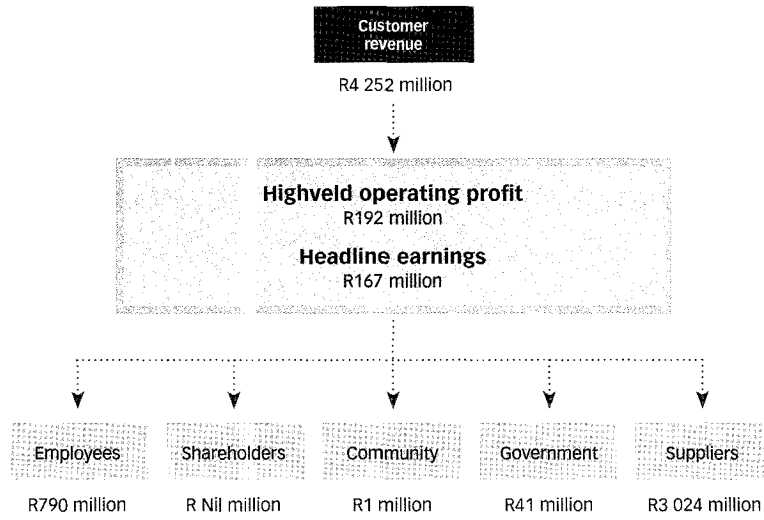 Customer
revenue
R4 252 million
Highveld operating profit
R192 million
Headline earnings
R167 million
Employees
Shareholders
Community
Government
Suppliers
R790 million
R Nil million
R1 million
R41 million
R3 024 million